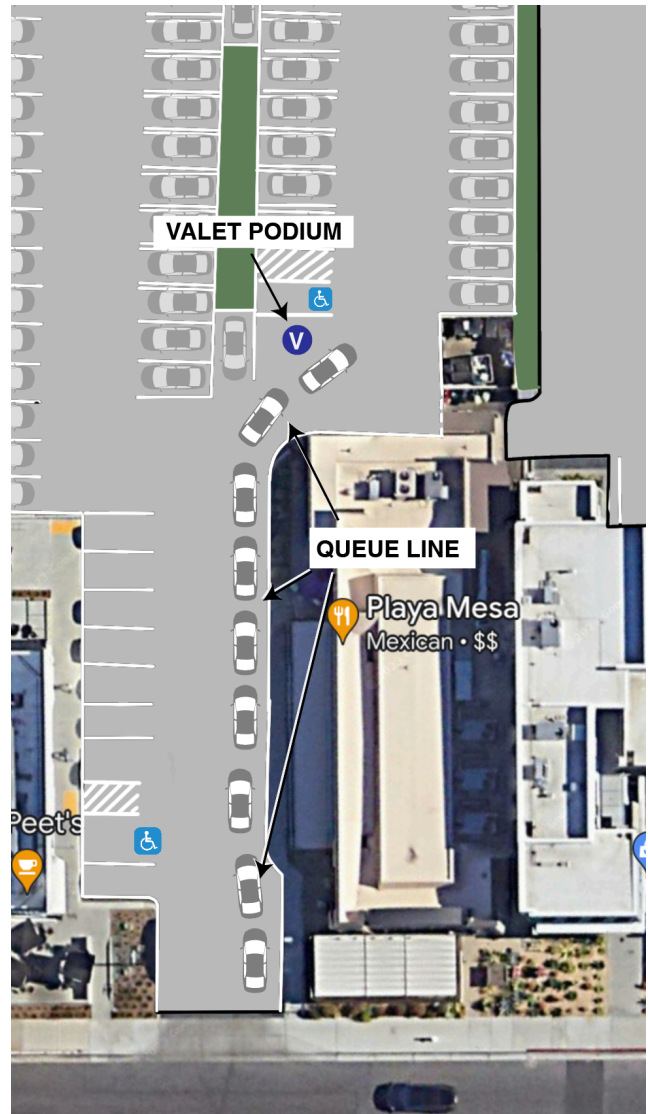 VALET PODIUM
V
QUEUE LINE
Playa Mesa
Mexican • $$
Peet's